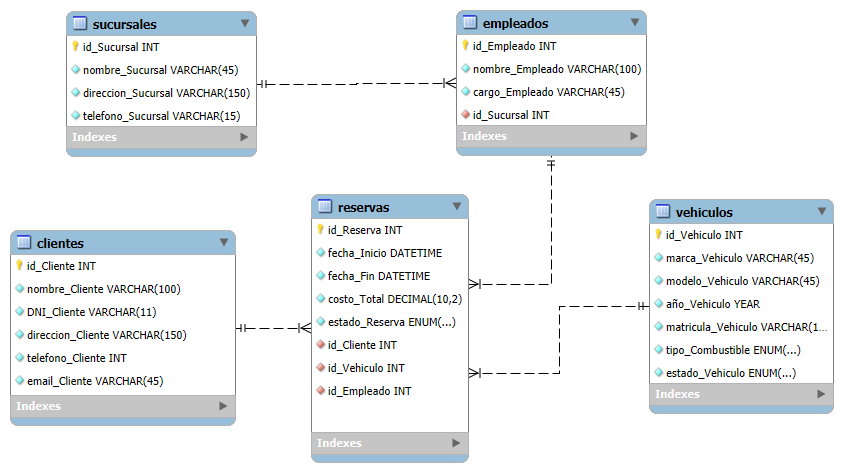 sucursales
id_Sucursal INT
nombre_Sucursal VARCHAR(45)
direccion_Sucursal VARCHAR(150)
telefono_Sucursal VARCHAR(15)
Indexes
empleados
id_Empleado INT
nombre_Empleado VARCHAR(100)
cargo_Empleado VARCHAR(45)
id_Sucursal INT
Indexes
clientes
id_Cliente INT
nombre_Cliente VARCHAR(100)
DNI_Cliente VARCHAR(11)
direccion_Cliente VARCHAR(150)
telefono_Cliente INT
email_Cliente VARCHAR(45)
Indexes
reservas
id_Reserva INT
fecha_Inicio DATETIME
fecha_Fin DATETIME
costo_Total DECIMAL(10,2)
estado_Reserva ENUM(...)
id_Cliente INT
id_Vehiculo INT
id_Empleado INT
Indexes
vehiculos
id_Vehiculo INT
marca_Vehiculo VARCHAR(45)
modelo_Vehiculo VARCHAR(45)
año_Vehiculo YEAR
matricula_Vehiculo VARCHAR(1...
tipo_Combustible ENUM(...)
estado_Vehiculo ENUM(...)
Indexes